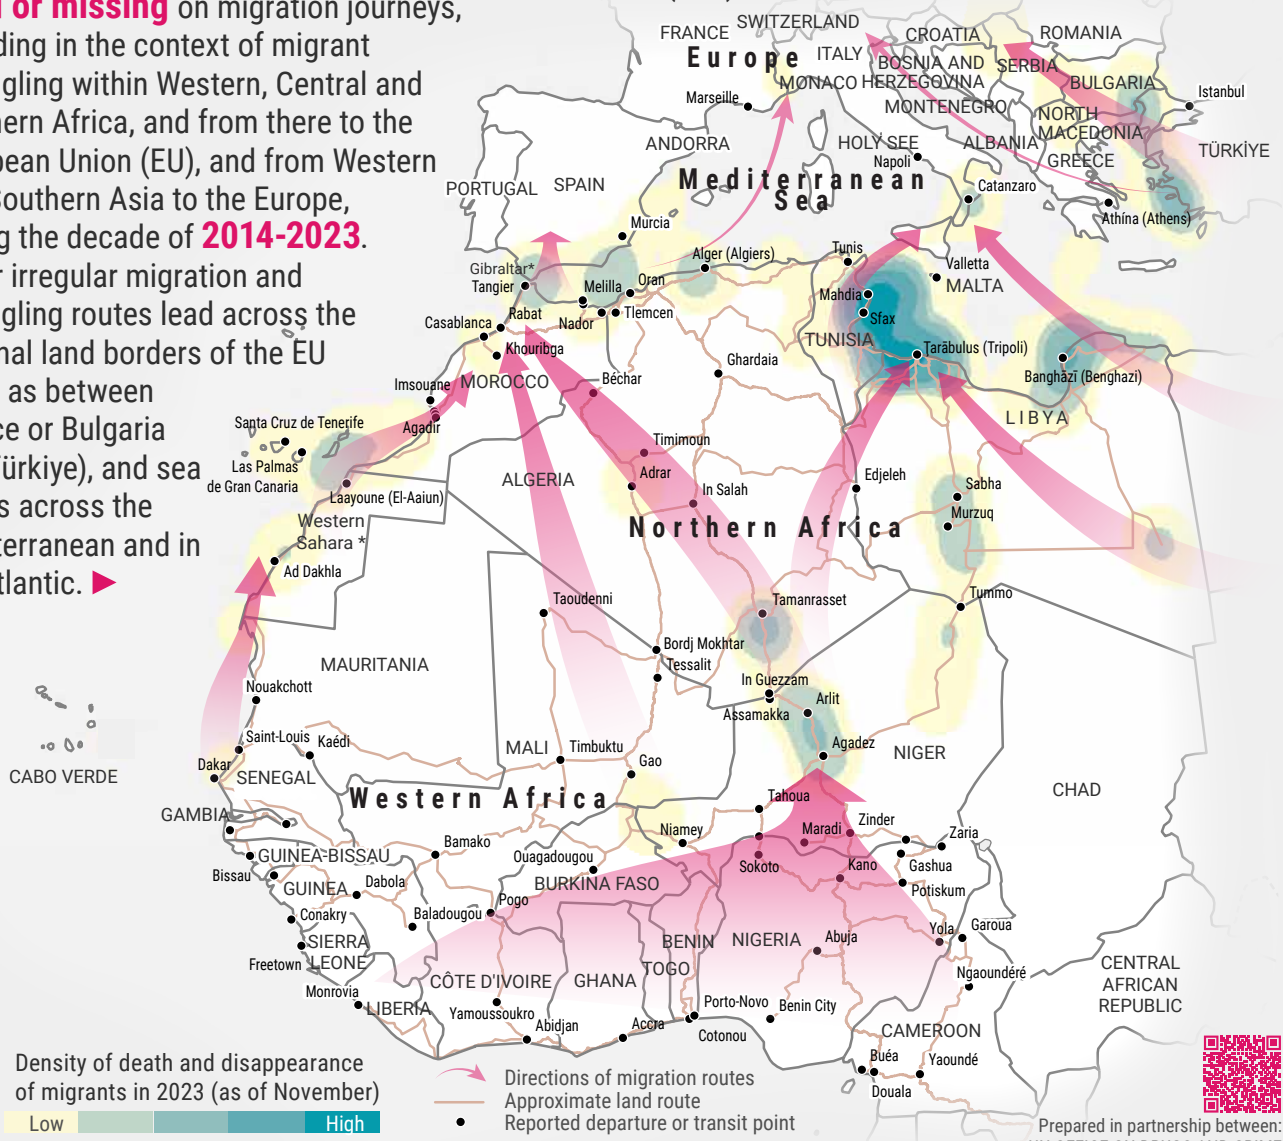 or missing on migration journeys,
ding in the context of migrant
gling within Western, Central and
ern Africa, and from there to the
pean Union (EU), and from Western
Southern Asia to the Europe,
g the decade of 2014-2023.
r irregular migration and
gling routes lead across the
nal land borders of the EU
as between
ce or Bulgaria
ürkiye), and sea
s across the
terranean and in
tlantic. ▶
FRANCE
SWITZERLAND
CROATIA
ROMANIA
Europe
ITALY
BOSNIA AND
HERZEGOVINA
SERBIA
MONACO
BULGARIA
Marseille
MONTENEGRO
NORTH
MACEDONIA
Istanbul
ANDORRA
HOLY SEE
ALBANIA
TÜRKİYE
Napoli
GREECE
PORTUGAL
SPAIN
Mediterranean
Sea
Catanzaro
Athína (Athens)
Murcia
Gibraltar*
Tangier
Melilla
Oran
Alger (Algiers)
Tunis
Valletta
MALTA
Casablanca
Rabat
Nador
Tlemcen
Mahdia
Sfax
TUNISIA
Khouribga
Tarābulus (Tripoli)
Banghāzī (Benghazi)
Imsouane
MOROCCO
Béchar
Ghardaia
LIBYA
Santa Cruz de Tenerife
Agadir
Timimoun
Las Palmas
de Gran Canaria
Laayoune (El-Aaiun)
ALGERIA
Adrar
In Salah
Edjeleh
Sabha
Murzuq
Western
Sahara *
Northern Africa
Ad Dakhla
Taoudenni
Tamanrasset
Tummo
MAURITANIA
Bordj Mokhtar
Tessalit
In Guezzam
Nouakchott
Assamakka
Arlit
Saint-Louis
Kaédi
MALI
Timbuktu
Gao
Agadez
NIGER
CABO VERDE
Dakar
SENEGAL
Western Africa
Tahoua
CHAD
GAMBIA
Niamey
Maradi
Zinder
Zaria
GUINEA-BISSAU
Bamako
Ouagadougou
Sokoto
Kano
Gashua
Bissau
GUINEA
Dabola
BURKINA FASO
Potiskum
Conakry
Baladougou
Pogo
SIERRA
LEONE
BENIN
NIGERIA
Abuja
Yola
Garoua
Freetown
CÔTE D'IVOIRE
GHANA
TOGO
Ngaoundéré
CENTRAL
AFRICAN
REPUBLIC
Monrovia
LIBERIA
Yamoussoukro
Porto-Novo
Benin City
Abidjan
Accra
Cotonou
CAMEROON
Buéa
Yaoundé
Douala
Density of death and disappearance
of migrants in 2023 (as of November)
Low
High
Directions of migration routes
Approximate land route
Reported departure or transit point
Prepared in partnership between: